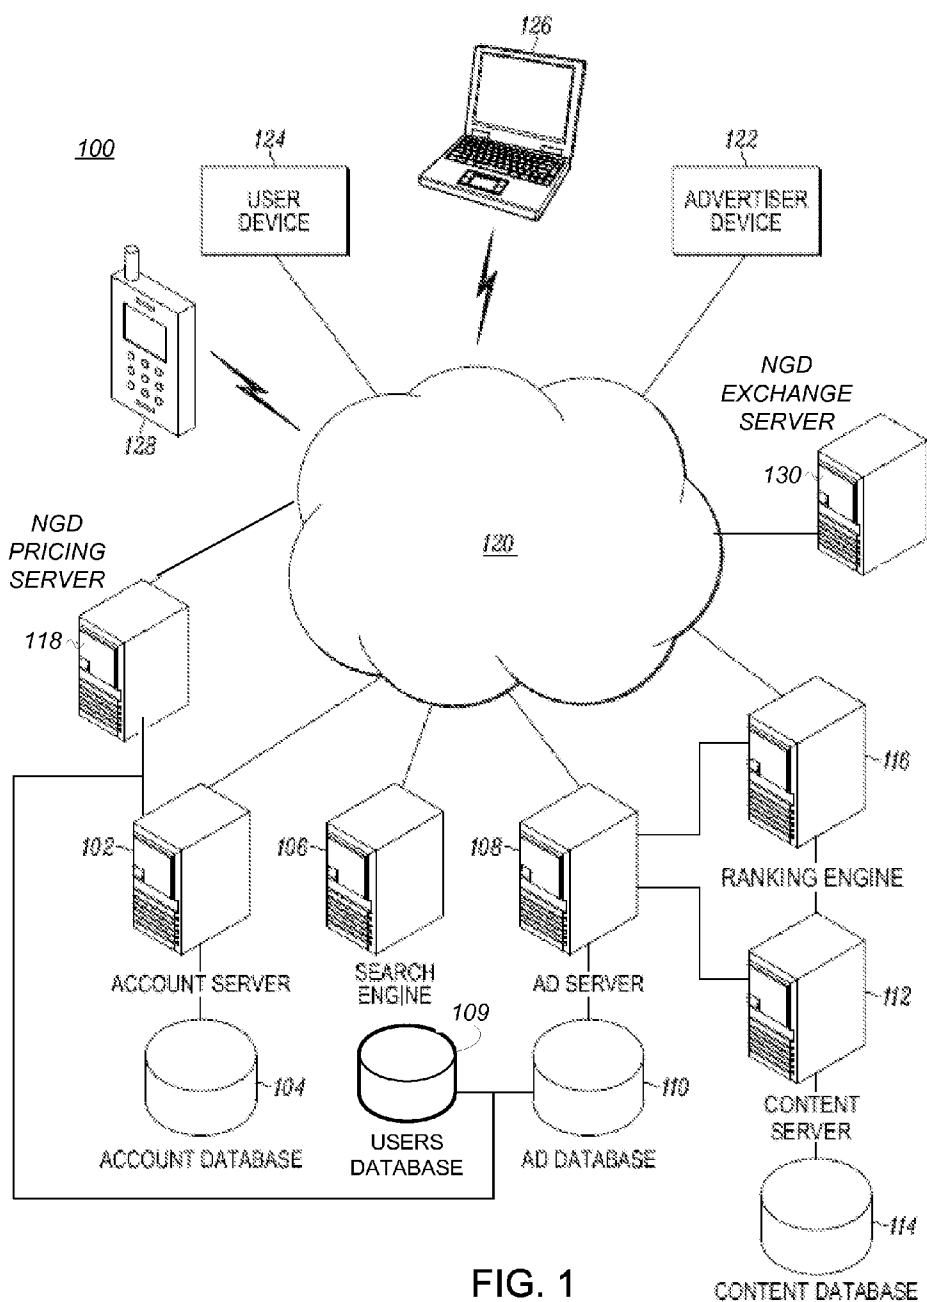 126
100
124
122
USER
DEVICE
ADVERTISER
DEVICE
128
NGD
EXCHANGE
SERVER
130
120
NGD
PRICING
SERVER
118
116
102
106
108
RANKING ENGINE
ACCOUNT SERVER
SEARCH
ENGINE
AD SERVER
112
109
104
110
CONTENT
SERVER
ACCOUNT DATABASE
USERS
DATABASE
AD DATABASE
114
FIG. 1
CONTENT DATABASE